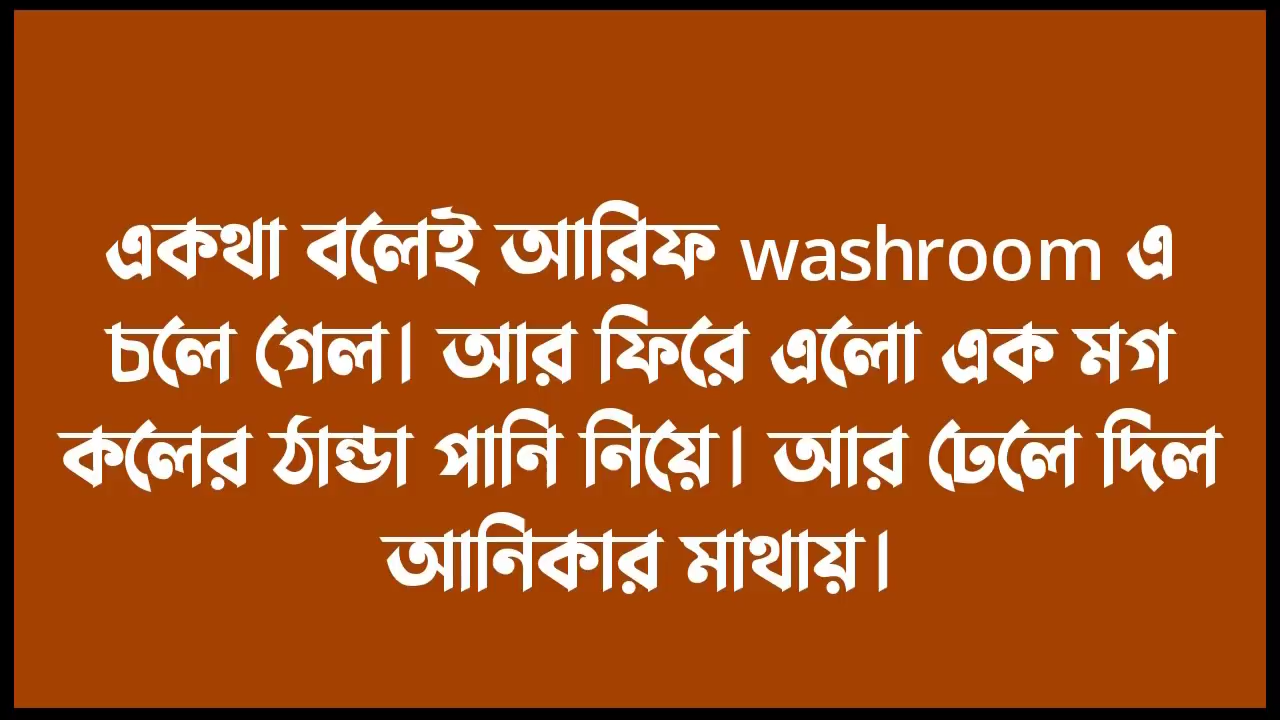 একথা বলেই আরিফ washroom এ
চলে গেল। আর ফিরে এলো এক মগ
কলের ঠান্ডা পানি নিয়ে। আর ঢেলে দিল
আনিকার মাথায়।